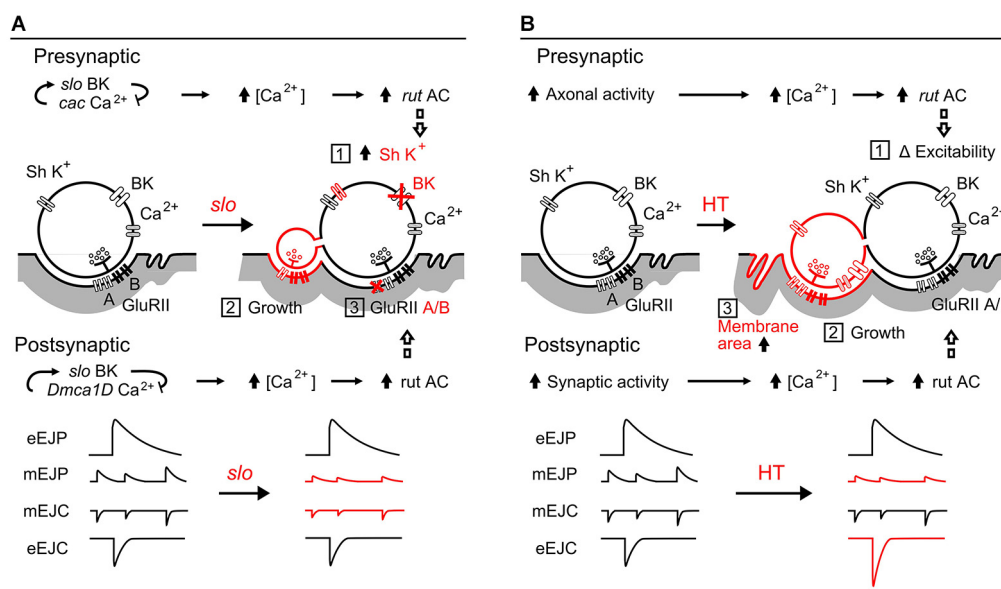 A
Presynaptic
slo BK
cac Ca2+
[Ca2+]
rut AC
1 Sh K+
Sh K+
BK
Ca2+
slo
BK
Ca2+
B
A
GluRII
2 Growth
3 GluRII A/B
Postsynaptic
slo BK
Dmca1D Ca2+
[Ca2+]
rut AC
eEJP
mEJP
mEJC
eEJC
slo
B
Presynaptic
Axonal activity
[Ca2+]
rut AC
1 Δ Excitability
Sh K+
BK
Ca2+
HT
Sh K+
BK
Ca2+
B
A
GluRII
GluRII A/
3
Membrane
area
2 Growth
Postsynaptic
Synaptic activity
[Ca2+]
rut AC
eEJP
mEJP
mEJC
eEJC
HT